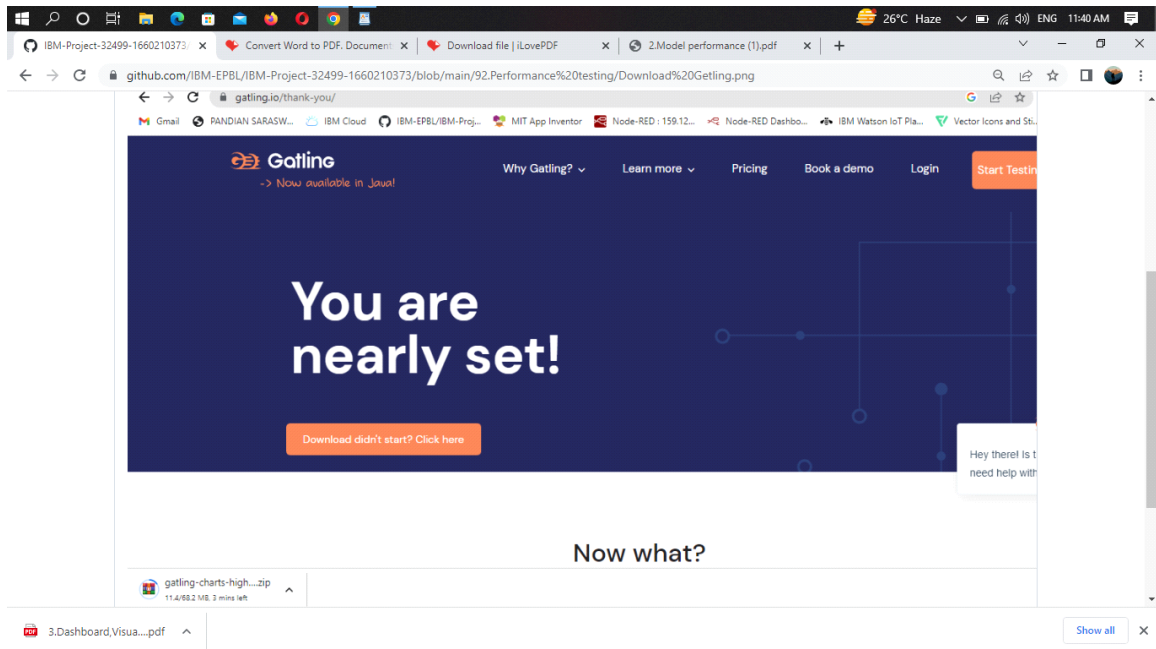 26°C Haze ENG 11:40 AM
IBM-Project-32499-1660210373/ Convert Word to PDF. Document Download file | iLovePDF 2.Model performance (1).pdf
github.com/IBM-EPBL/IBM-Project-32499-1660210373/blob/main/92.Performance%20testing/Download%20Getling.png
gatling.io/thank-you/
Gmail PANDIAN SARASW... IBM Cloud IBM-EPBL/IBM-Proj... MIT App Inventor Node-RED : 159.12... Node-RED Dashbo... IBM Watson IoT Pla... Vector Icons and Sti...
Gatling
-> Now available in Java!
Why Gatling? Learn more Pricing Book a demo Login Start Testin
You are
nearly set!
Download didn't start? Click here
Hey there! Is t
need help with
Now what?
gatling-charts-high....zip
11.4/68.2 MB, 3 mins left
PDF 3.Dashboard,Visua....pdf Show all